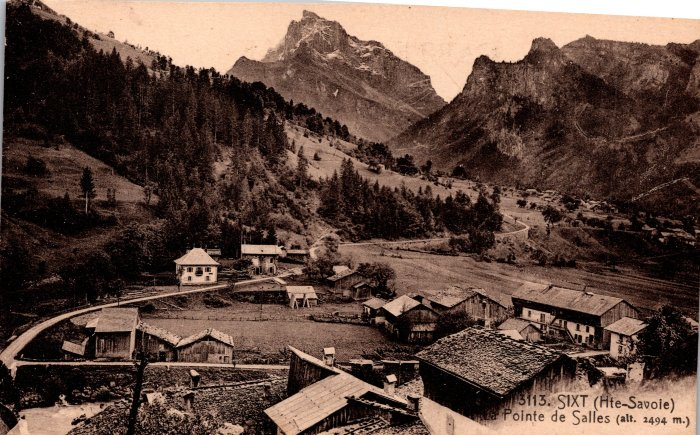 3113. SIXT (Hte-Savoie)
La Pointe de Salles (alt. 2494 m.)